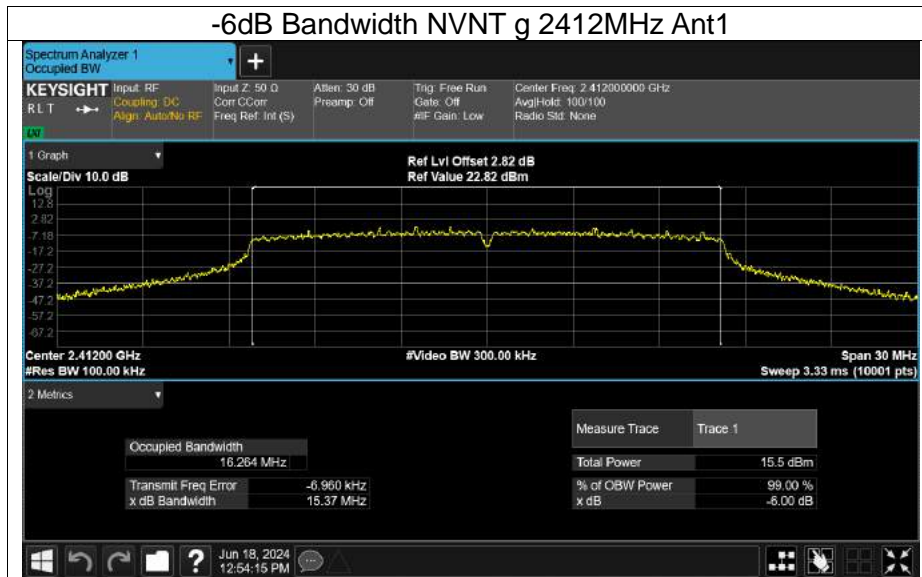 -6dB Bandwidth NVNT g 2412MHz Ant1
Spectrum Analyzer 1
Occupied BW
+
KEYSIGHT Input: RF Input Z: 50 Ω Atten: 30 dB Trig: Free Run Center Freq: 2.412000000 GHz
RLT Coupling: DC Corr CCorr Preamp: Off Gate: Off Avg|Hold: 100/100
Align: Auto/No RF Freq Ref: Int (S) #IF Gain: Low Radio Std: None
1 Graph
Ref Lvl Offset 2.82 dB
Scale/Div 10.0 dB Ref Value 22.82 dBm
Log
12.8
2.82
-7.18
-17.2
-27.2
-37.2
-47.2
-57.2
-67.2
Center 2.41200 GHz #Video BW 300.00 kHz Span 30 MHz
#Res BW 100.00 kHz Sweep 3.33 ms (10001 pts)
2 Metrics
Measure Trace Trace 1
Occupied Bandwidth
16.264 MHz Total Power 15.5 dBm
Transmit Freq Error -6.960 kHz % of OBW Power 99.00 %
x dB Bandwidth 15.37 MHz x dB -6.00 dB
?
Jun 18, 2024
12:54:15 PM